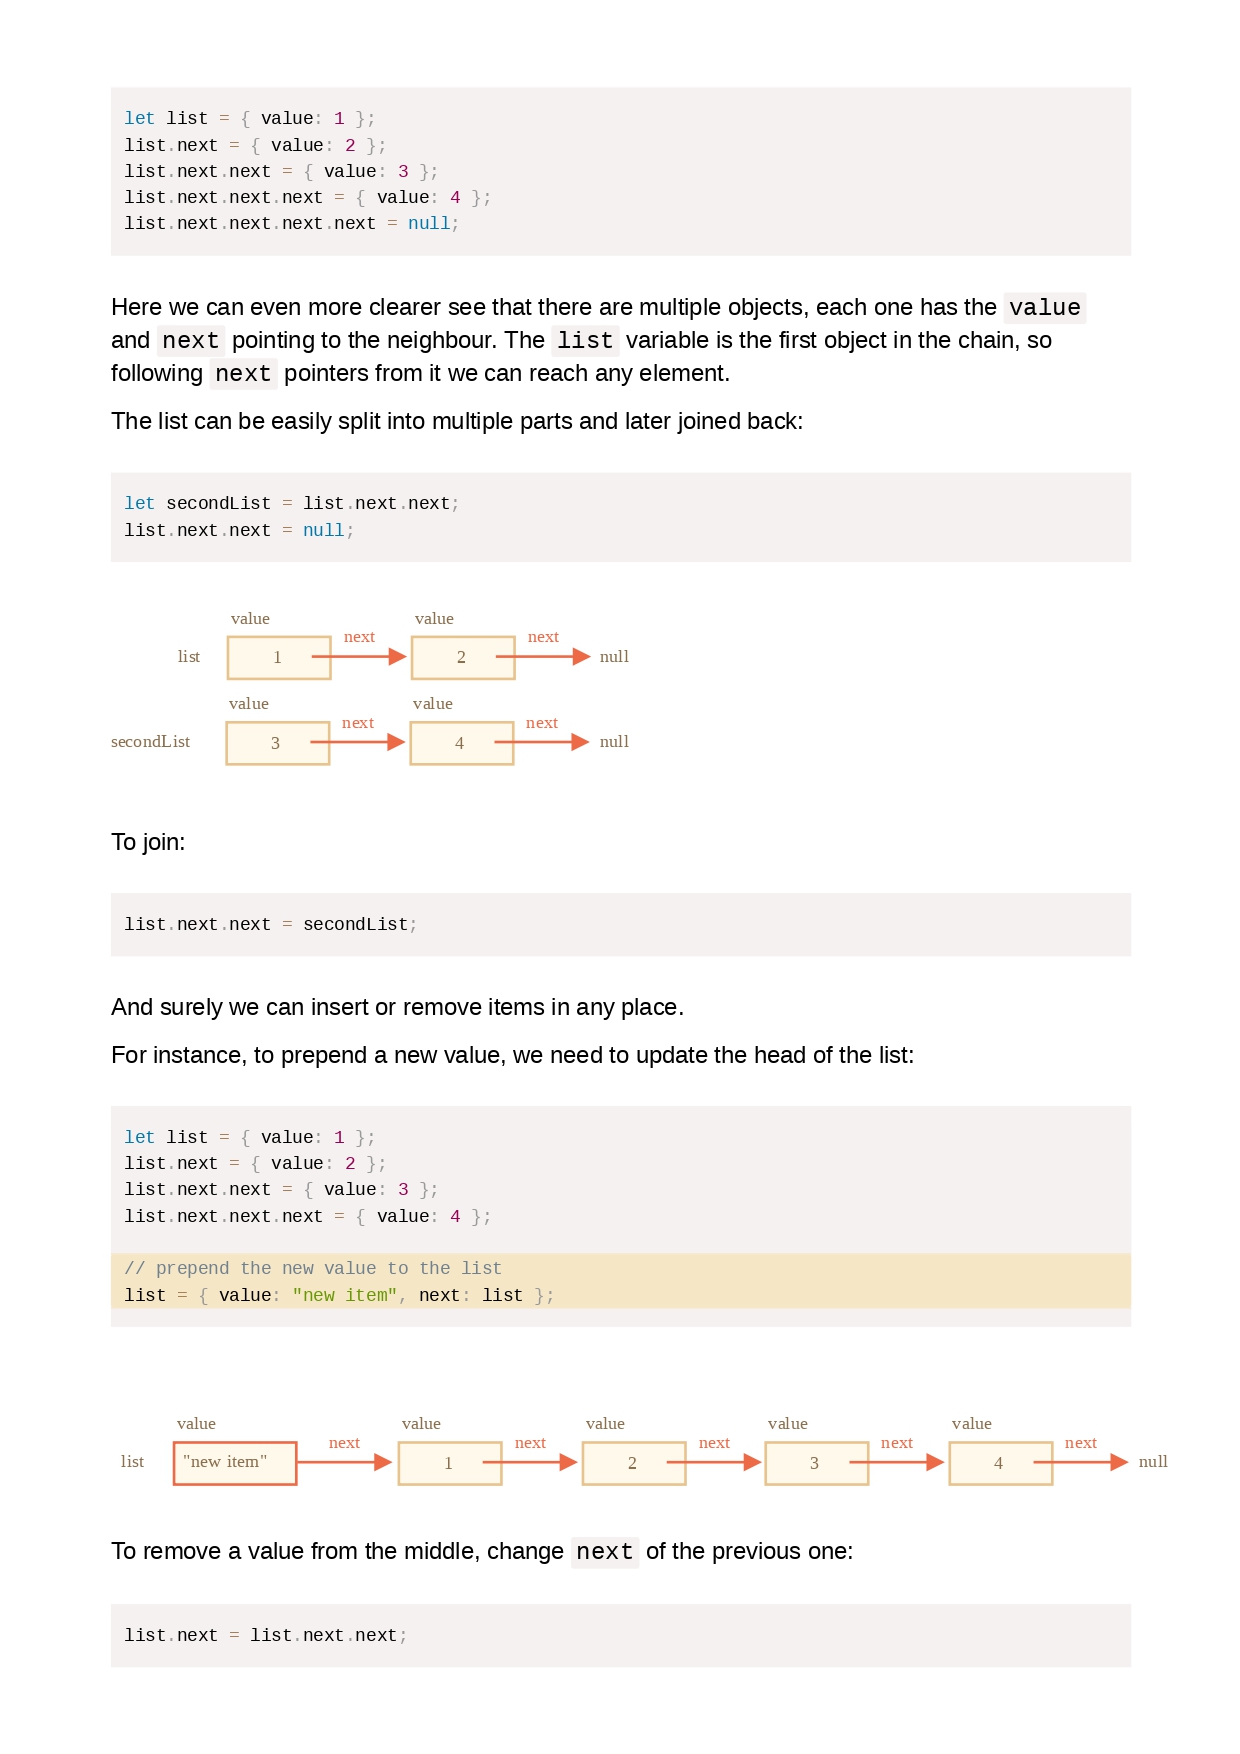 let list = { value: 1 };
list.next = { value: 2 };
list.next.next = { value: 3 };
list.next.next.next = { value: 4 };
list.next.next.next.next = null;
Here we can even more clearer see that there are multiple objects, each one has the value
and next pointing to the neighbour. The list variable is the first object in the chain, so
following next pointers from it we can reach any element.
The list can be easily split into multiple parts and later joined back:
let secondList = list.next.next;
list.next.next = null;
value value
next next
list 1 2 null
value value
next next
secondList 3 4 null
To join:
list.next.next = secondList;
And surely we can insert or remove items in any place.
For instance, to prepend a new value, we need to update the head of the list:
let list = { value: 1 };
list.next = { value: 2 };
list.next.next = { value: 3 };
list.next.next.next = { value: 4 };
// prepend the new value to the list
list = { value: "new item", next: list };
value value value value value
next next next next next
list "new item" 1 2 3 4 null
To remove a value from the middle, change next of the previous one:
list.next = list.next.next;